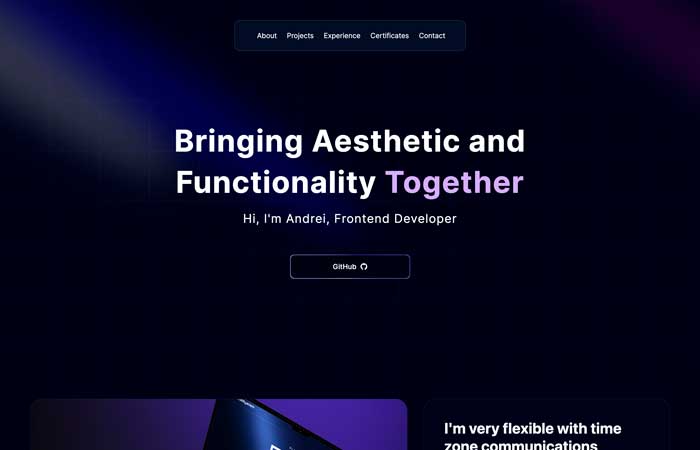 About Projects Experience Certificates Contact
Bringing Aesthetic and
Functionality Together
Hi, I'm Andrei, Frontend Developer
GitHub
I'm very flexible with time
zone communications